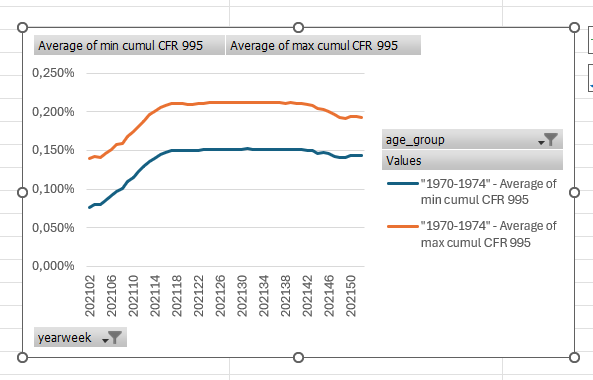 Average of min cumul CFR 995 Average of max cumul CFR 995
0,250%
0,200%
0,150%
0,100%
0,050%
0,000%
202102 202106 202110 202114 202118 202122 202126 202130 202134 202138 202142 202146 202150
age_group
Values
"1970-1974" - Average of
min cumul CFR 995
"1970-1974" - Average of
max cumul CFR 995
yearweek